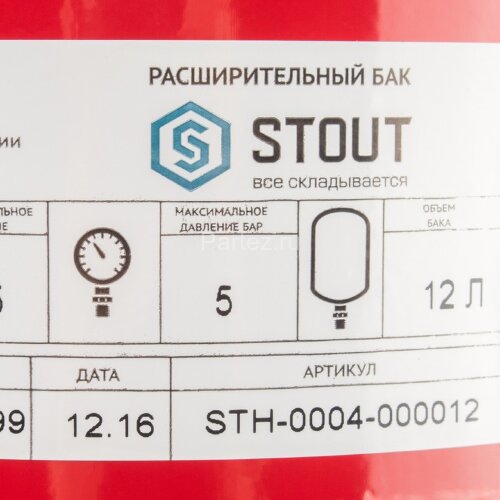 РАСШИРИТЕЛЬНЫЙ БАК
STOUT
все складывается
МАКСИМАЛЬНОЕ
ДАВЛЕНИЕ БАР
5
ОБЪЕМ
БАКА
12 Л
ДАТА
12.16
АРТИКУЛ
STH-0004-000012
99
Partez.ru